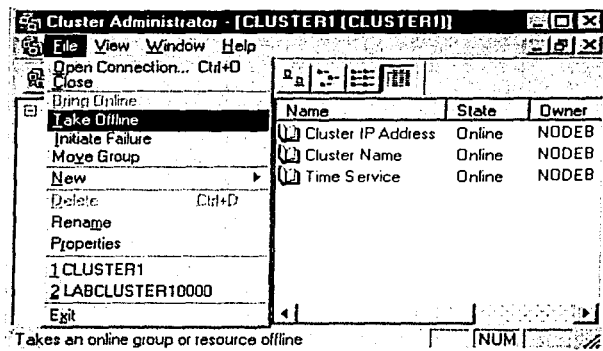 Cluster Administrator - [CLUSTER1 (CLUSTER1)]
File View Window Help
Open Connection... Ctrl+O
Close
Bring Online
Take Offline
Initiate Failure
Move Group
New
Delete Ctrl+D
Rename
Properties
1 CLUSTER1
2 LABCLUSTER10000
Exit
Name State Owner
Cluster IP Address Online NODEB
Cluster Name Online NODEB
Time Service Online NODEB
Takes an online group or resource offline NUM